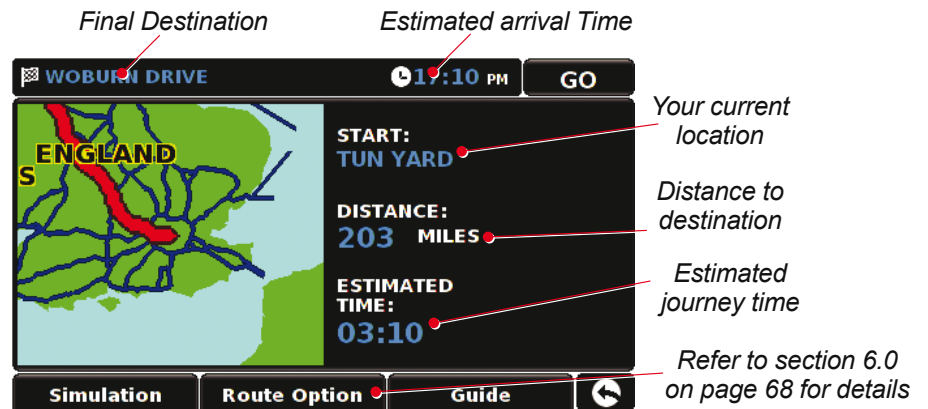 Final Destination
Estimated arrival Time
WOBURN DRIVE
17:10 PM
GO
Your current
location
ENGLAND
S
START:
TUN YARD
DISTANCE:
203 MILES
Distance to
destination
ESTIMATED
TIME:
03:10
Estimated
journey time
Simulation
Route Option
Guide
Refer to section 6.0
on page 68 for details